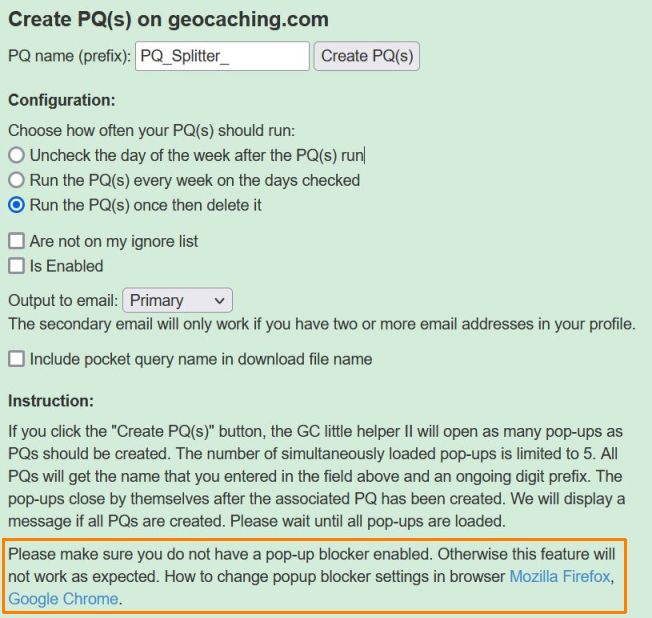 Create PQ(s) on geocaching.com
PQ name (prefix): PQ_Splitter_ Create PQ(s)
Configuration:
Choose how often your PQ(s) should run:
Uncheck the day of the week after the PQ(s) run
Run the PQ(s) every week on the days checked
Run the PQ(s) once then delete it
Are not on my ignore list
Is Enabled
Output to email: Primary
The secondary email will only work if you have two or more email addresses in your profile.
Include pocket query name in download file name
Instruction:
If you click the "Create PQ(s)" button, the GC little helper II will open as many pop-ups as
PQs should be created. The number of simultaneously loaded pop-ups is limited to 5. All
PQs will get the name that you entered in the field above and an ongoing digit prefix. The
pop-ups close by themselves after the associated PQ has been created. We will display a
message if all PQs are created. Please wait until all pop-ups are loaded.
Please make sure you do not have a pop-up blocker enabled. Otherwise this feature will
not work as expected. How to change popup blocker settings in browser Mozilla Firefox,
Google Chrome.